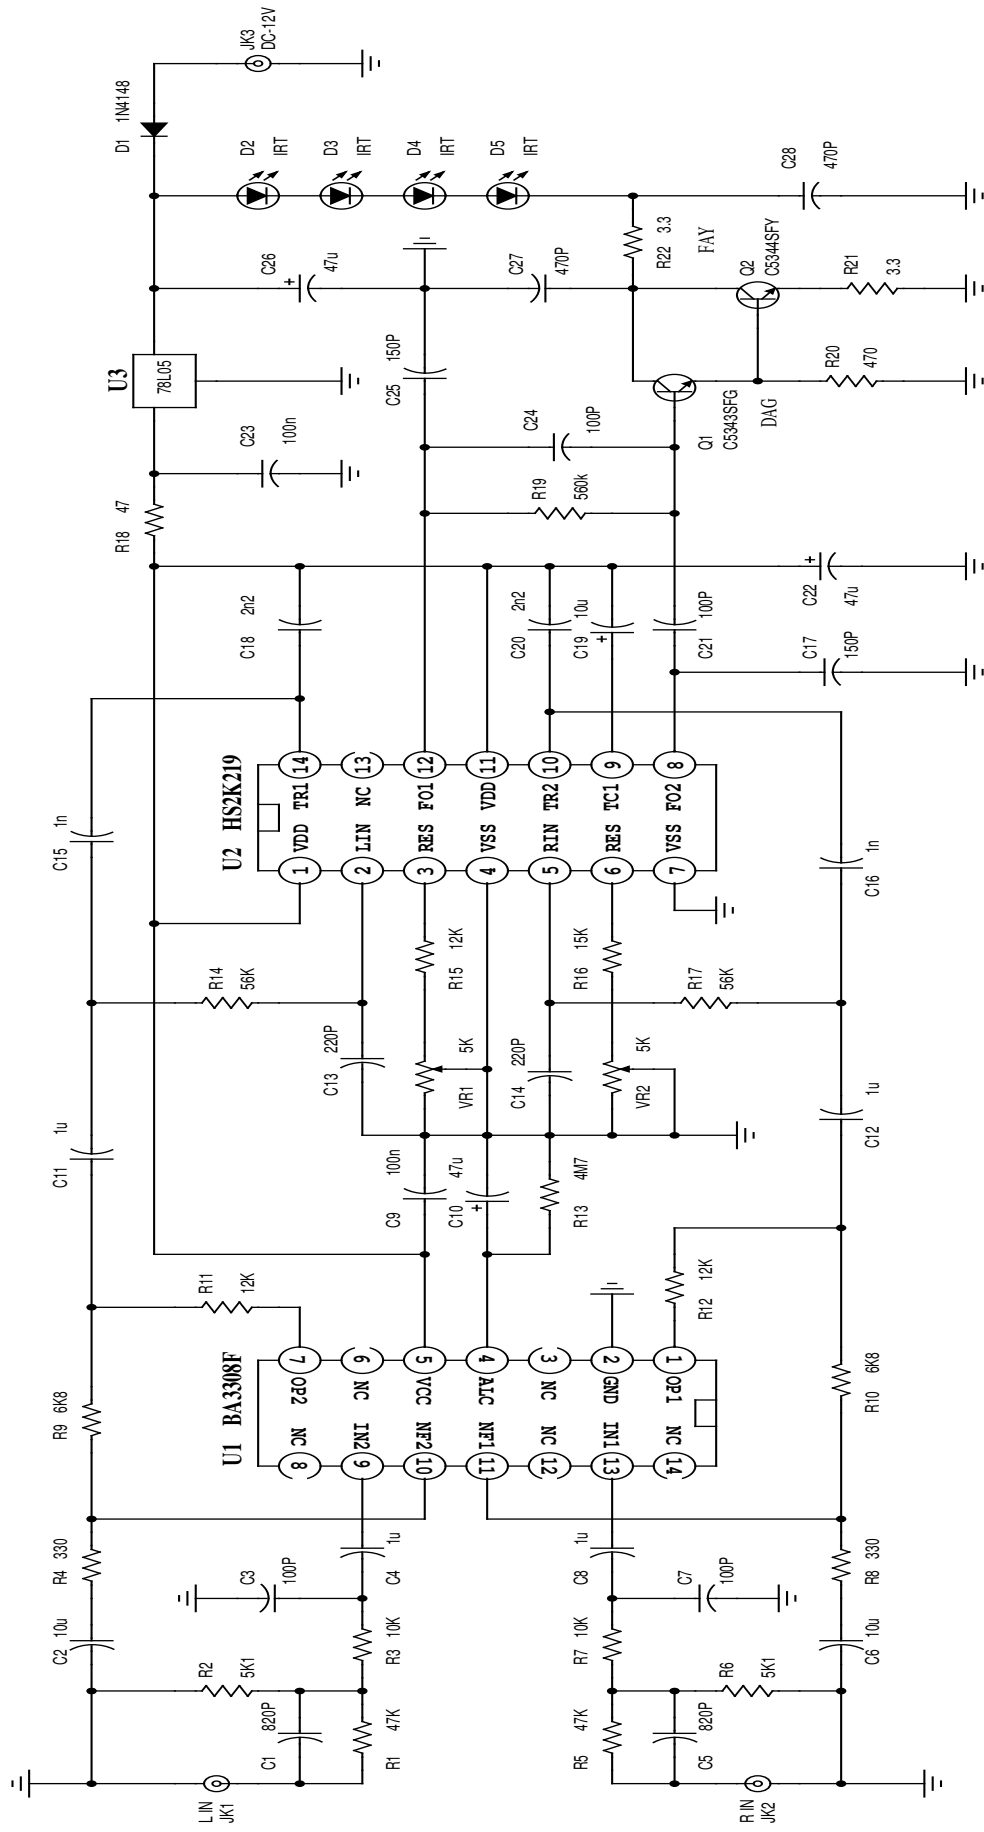 JK3
DC-12V
D1 1N4148
D2
IRT
D3
IRT
D4
IRT
D5
IRT
C28
470P
R22 3.3
FAY
C26
47u
C27
470P
Q2
C5344SFY
R21
3.3
U3
78L05
C25
150P
Q1
C5343SFG
DAG
R20
470
C23
100n
C24
100P
R19
560k
R18
47
C18
2n2
C20
2n2
C19
10u
C21
100P
C22
47u
C17
150P
U2 HS2K219
14
13
12
11
10
9
8
VDD TR1
LIN NC
RES FO1
VSS VDD
RIN TR2
RES TC1
VSS FO2
1
2
3
4
5
6
7
C15
1n
C16
1n
R14
56K
R15
12K
R16
15K
R17
56K
C13
220P
VR1
5K
C14
220P
VR2
5K
C11
1u
C12
1u
C9
100n
C10
47u
R13
4M7
R11
12K
R12
12K
U1 BA3308F
7
6
5
4
3
2
1
OP2 NC
NC IN2
VCC NF2
ALC NF1
NC NC
GND IN1
OP1 NC
8
9
10
11
12
13
14
R9 6K8
R10 6K8
R4 330
R8 330
C3
100P
C4
1u
C8
1u
C7
100P
C2 10u
C6 10u
R3 10K
R7 10K
R2
5K1
R6
5K1
C1
820P
R1
47K
R5
47K
C5
820P
L IN
JK1
R IN
JK2